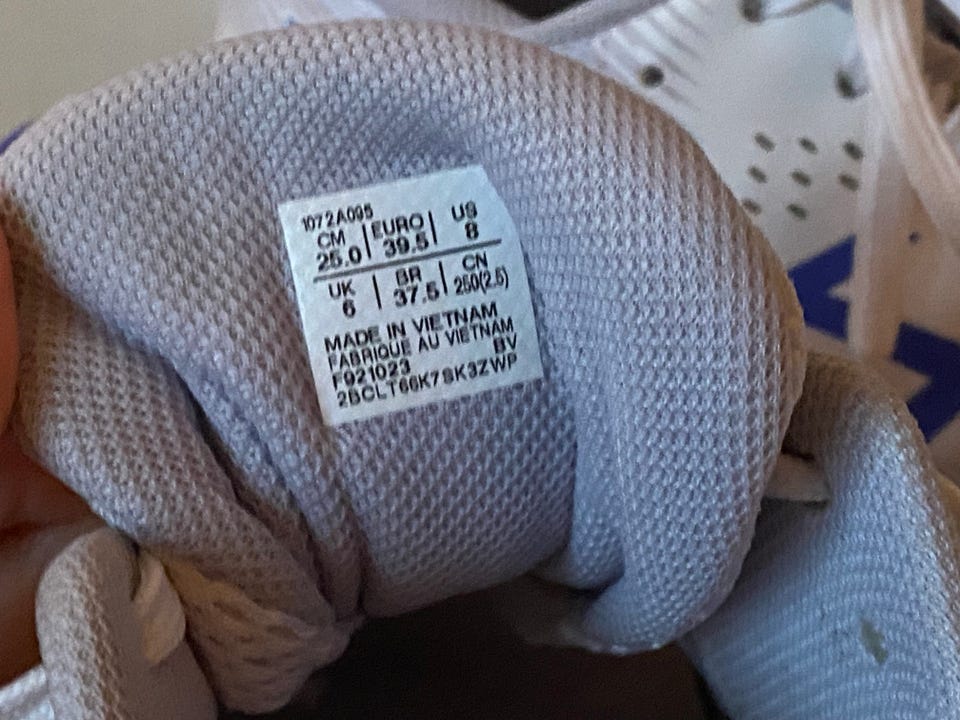 1072A095
CM | EURO | US
25.0 | 39.5 | 8
UK | BR | CN
6 | 37.5 | 250(2.5)
MADE IN VIETNAM
FABRIQUE AU VIETNAM
F921023 BV
2BCLT66K7SK3ZWP